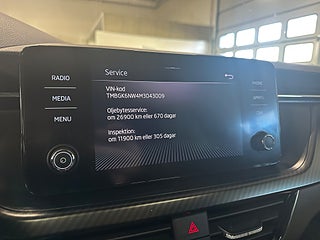 Service
RADIO
MEDIA
MENU
VIN-kod
TMBGK6NW4M3043009
Oljebytesservice:
om 26900 km eller 670 dagar
Inspektion:
om 11900 km eller 305 dagar
PHONE